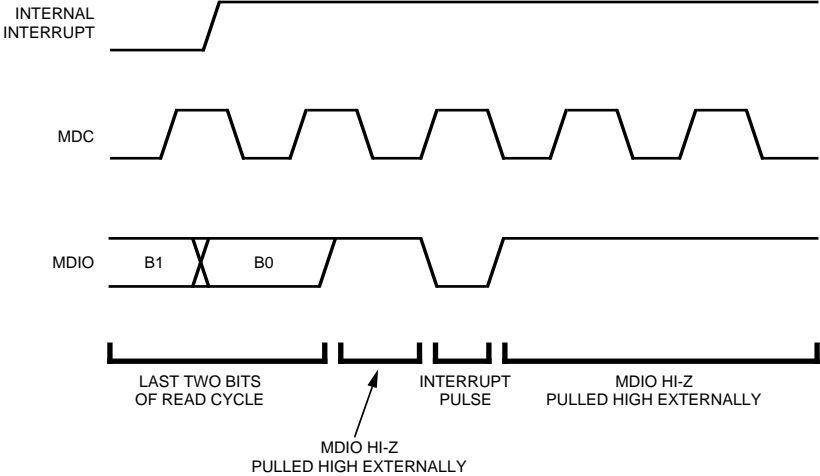 INTERNAL
INTERRUPT
MDC
MDIO
B1
B0
LAST TWO BITS
OF READ CYCLE
INTERRUPT
PULSE
MDIO HI-Z
PULLED HIGH EXTERNALLY
MDIO HI-Z
PULLED HIGH EXTERNALLY